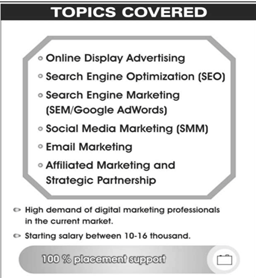 TOPICS COVERED
Online Display Advertising
Search Engine Optimization (SEO)
Search Engine Marketing
(SEM/Google AdWords)
Social Media Marketing (SMM)
Email Marketing
Affiliated Marketing and
Strategic Partnership
High demand of digital marketing professionals
in the current market.
Starting salary between 10-16 thousand.
100 % placement support